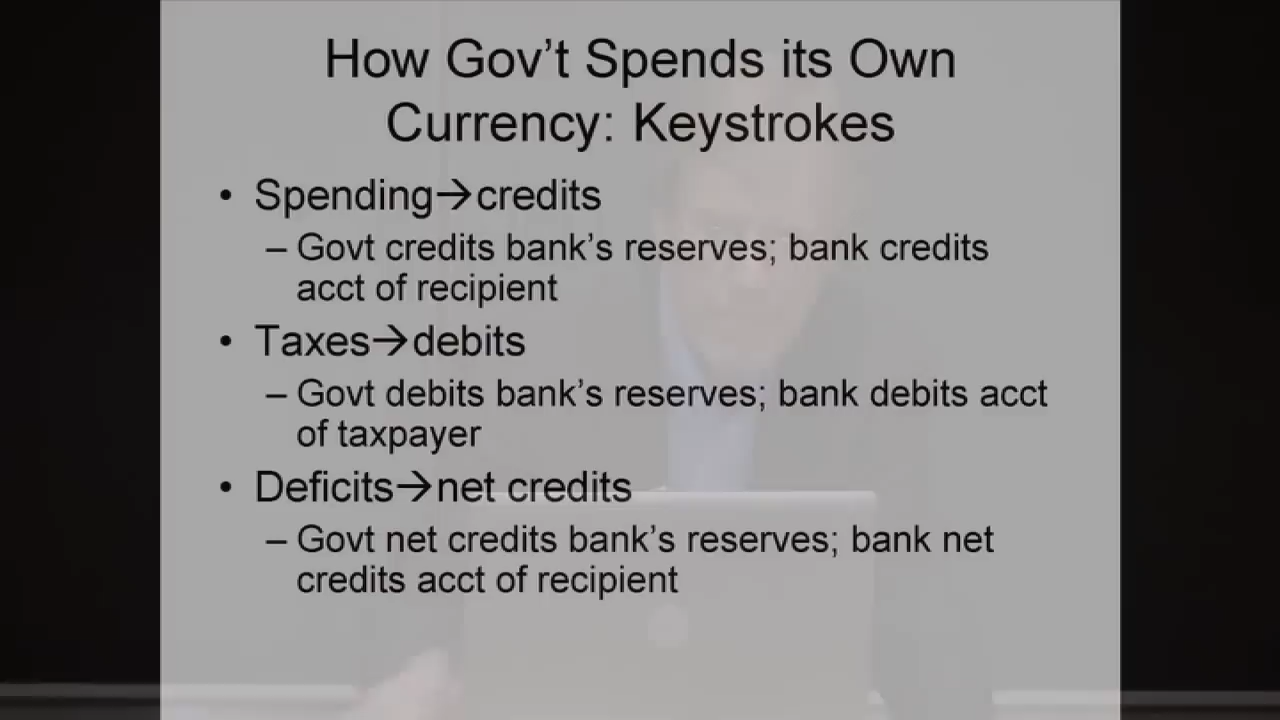 How Gov't Spends its Own
Currency: Keystrokes
• Spending→credits
– Govt credits bank's reserves; bank credits
acct of recipient
• Taxes→debits
– Govt debits bank's reserves; bank debits acct
of taxpayer
• Deficits→net credits
– Govt net credits bank's reserves; bank net
credits acct of recipient